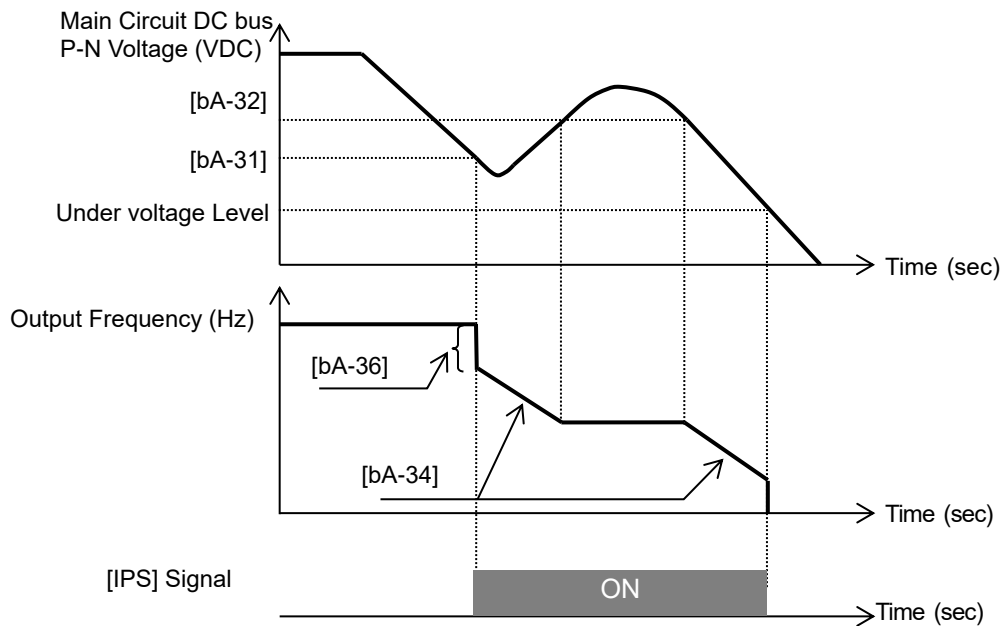 Main Circuit DC bus
P-N Voltage (VDC)
[bA-32]
[bA-31]
Under voltage Level
Time (sec)
Output Frequency (Hz)
[bA-36]
[bA-34]
Time (sec)
[IPS] Signal
ON
Time (sec)